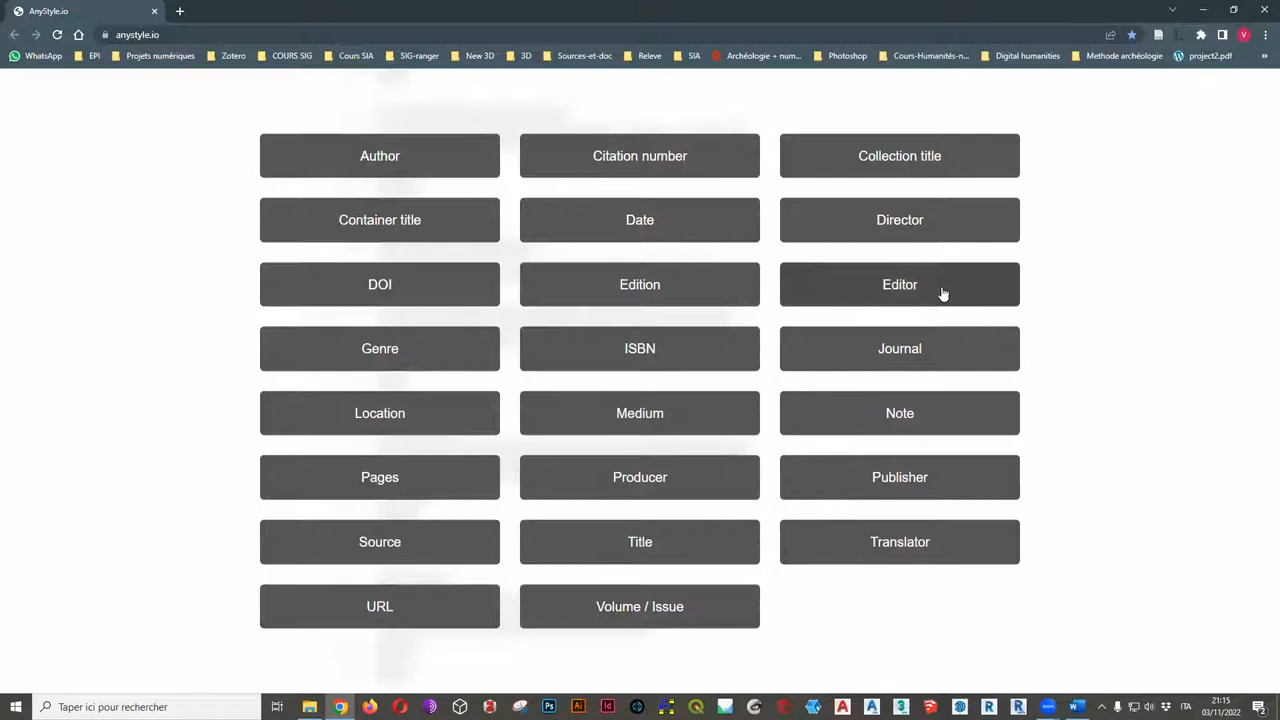 AnyStyle.io
anystyle.io
WhatsApp EPI Projets numériques Zotero COURS SIG Cours SIA SIG-ranger New 3D 3D Sources-et-doc Releve SIA Archéologie + num... Photoshop Cours-Humanités-n... Digital humanities Methode archéologie project2.pdf
Author Citation number Collection title
Container title Date Director
DOI Edition Editor
Genre ISBN Journal
Location Medium Note
Pages Producer Publisher
Source Title Translator
URL Volume / Issue
Taper ici pour rechercher
ITA
21:15
03/11/2022